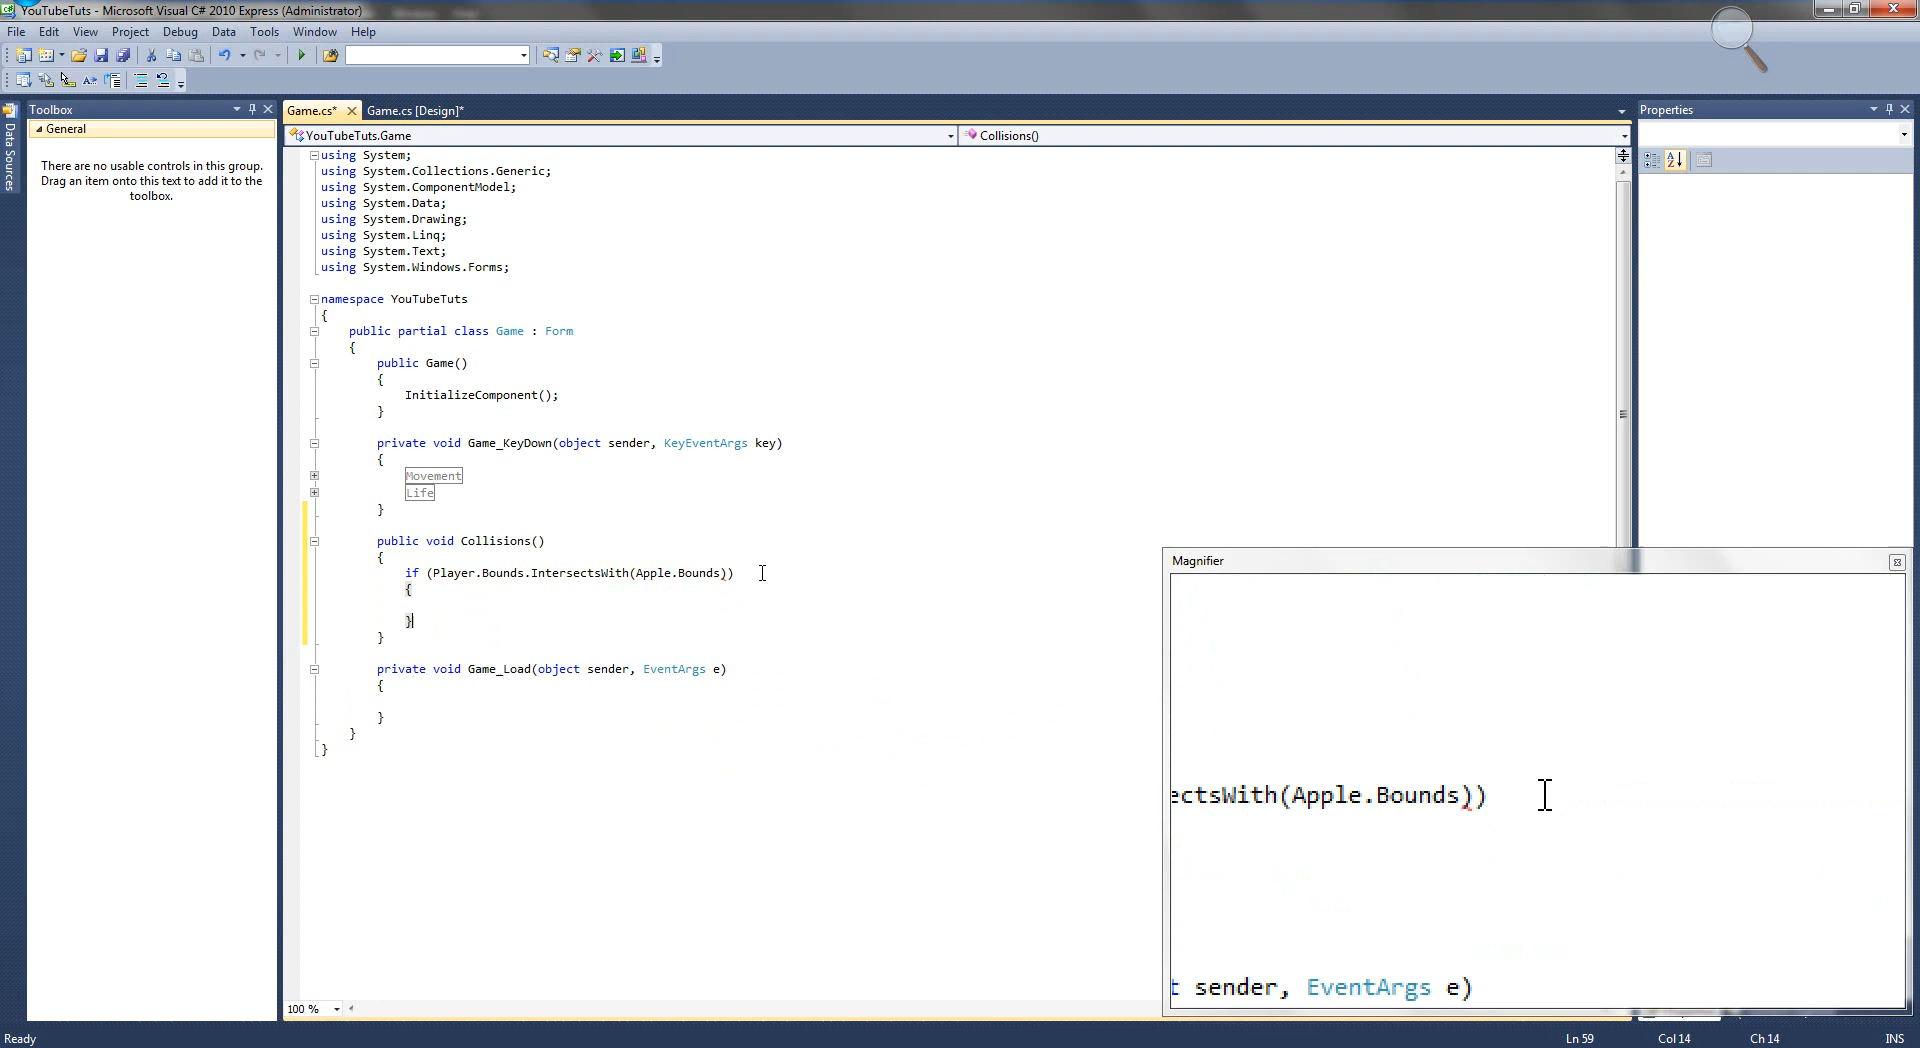 YouTubeTuts - Microsoft Visual C# 2010 Express (Administrator)
File Edit View Project Debug Data Tools Window Help
Data Sources
Toolbox
General
There are no usable controls in this group. Drag an item onto this text to add it to the toolbox.
Game.cs* Game.cs [Design]*
YouTubeTuts.Game Collisions()
using System;
using System.Collections.Generic;
using System.ComponentModel;
using System.Data;
using System.Drawing;
using System.Linq;
using System.Text;
using System.Windows.Forms;
namespace YouTubeTuts
{
public partial class Game : Form
{
public Game()
{
InitializeComponent();
}
private void Game_KeyDown(object sender, KeyEventArgs key)
{
Movement
Life
}
public void Collisions()
{
if (Player.Bounds.IntersectsWith(Apple.Bounds))
{
}
}
private void Game_Load(object sender, EventArgs e)
{
}
}
}
100 %
Properties
Magnifier
ectsWith(Apple.Bounds))
t sender, EventArgs e)
Ready Ln 59 Col 14 Ch 14 INS